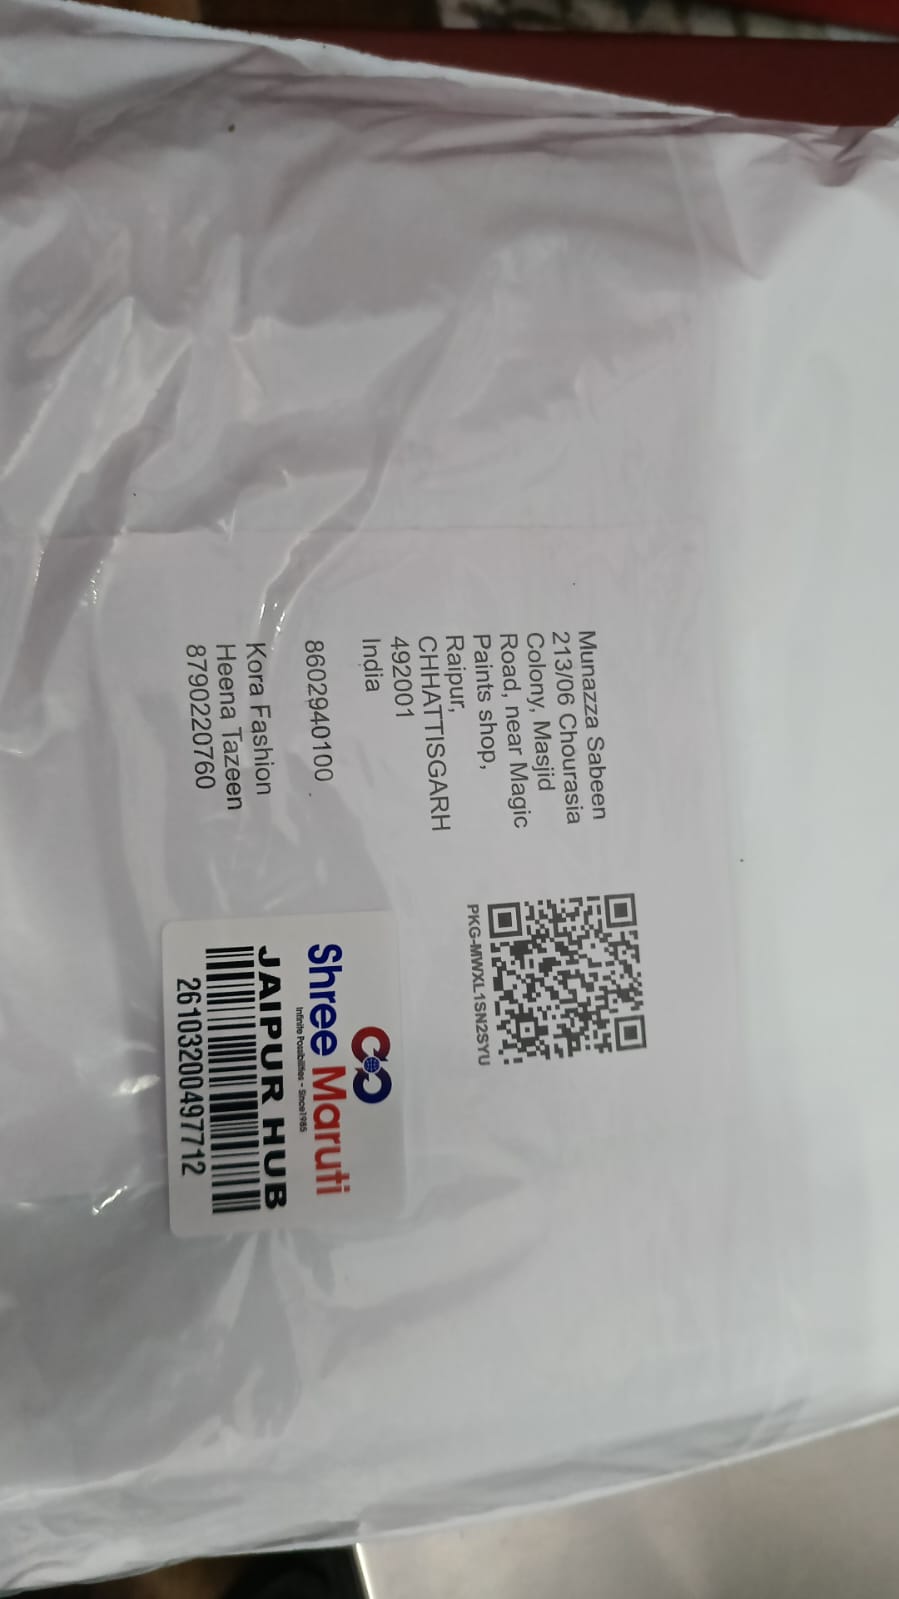 Munazza Sabeen
213/06 Chourasia
Colony, Masjid
Road, near Magic
Paints shop,
Raipur,
CHHATTISGARH
492001
India
8602940100
Kora Fashion
Heena Tazeen
8790220760
PKG-MWXL1SN2SYU
Shree Maruti
Infinite Possibilities - Since1985
JAIPUR HUB
26103200497712